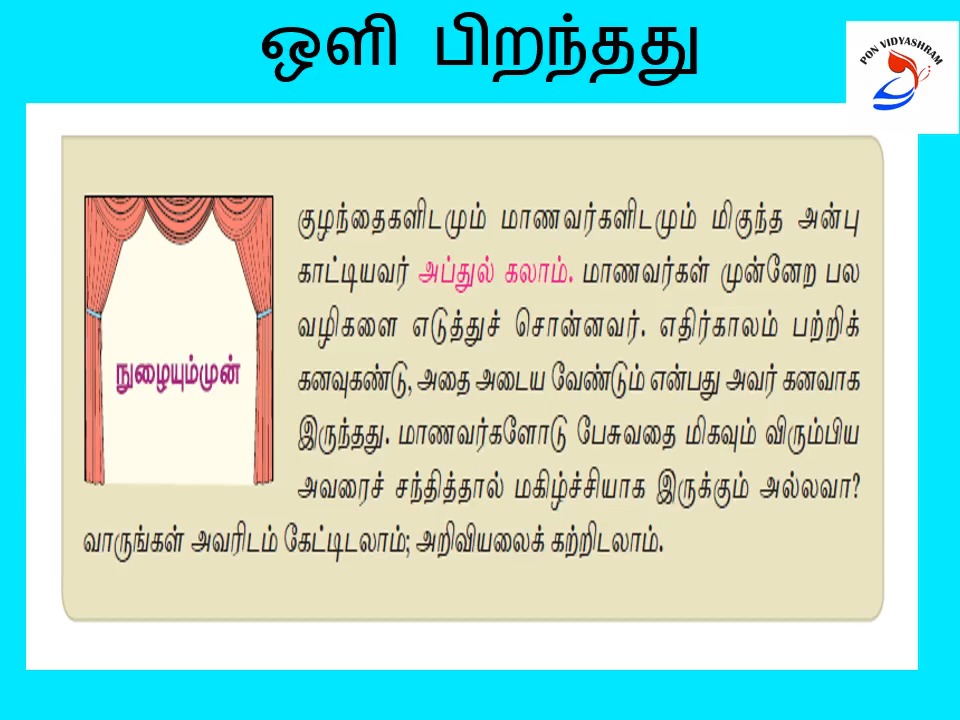 ஒளி பிறந்தது
PON VIDYASHRAM
நுழையும்முன்
குழந்தைகளிடமும் மாணவர்களிடமும் மிகுந்த அன்பு
காட்டியவர் அப்துல் கலாம். மாணவர்கள் முன்னேற பல
வழிகளை எடுத்துச் சொன்னவர். எதிர்காலம் பற்றிக்
கனவுகண்டு, அதை அடைய வேண்டும் என்பது அவர் கனவாக
இருந்தது. மாணவர்களோடு பேசுவதை மிகவும் விரும்பிய
அவரைச் சந்தித்தால் மகிழ்ச்சியாக இருக்கும் அல்லவா?
வாருங்கள் அவரிடம் கேட்டிடலாம்; அறிவியலைக் கற்றிடலாம்.